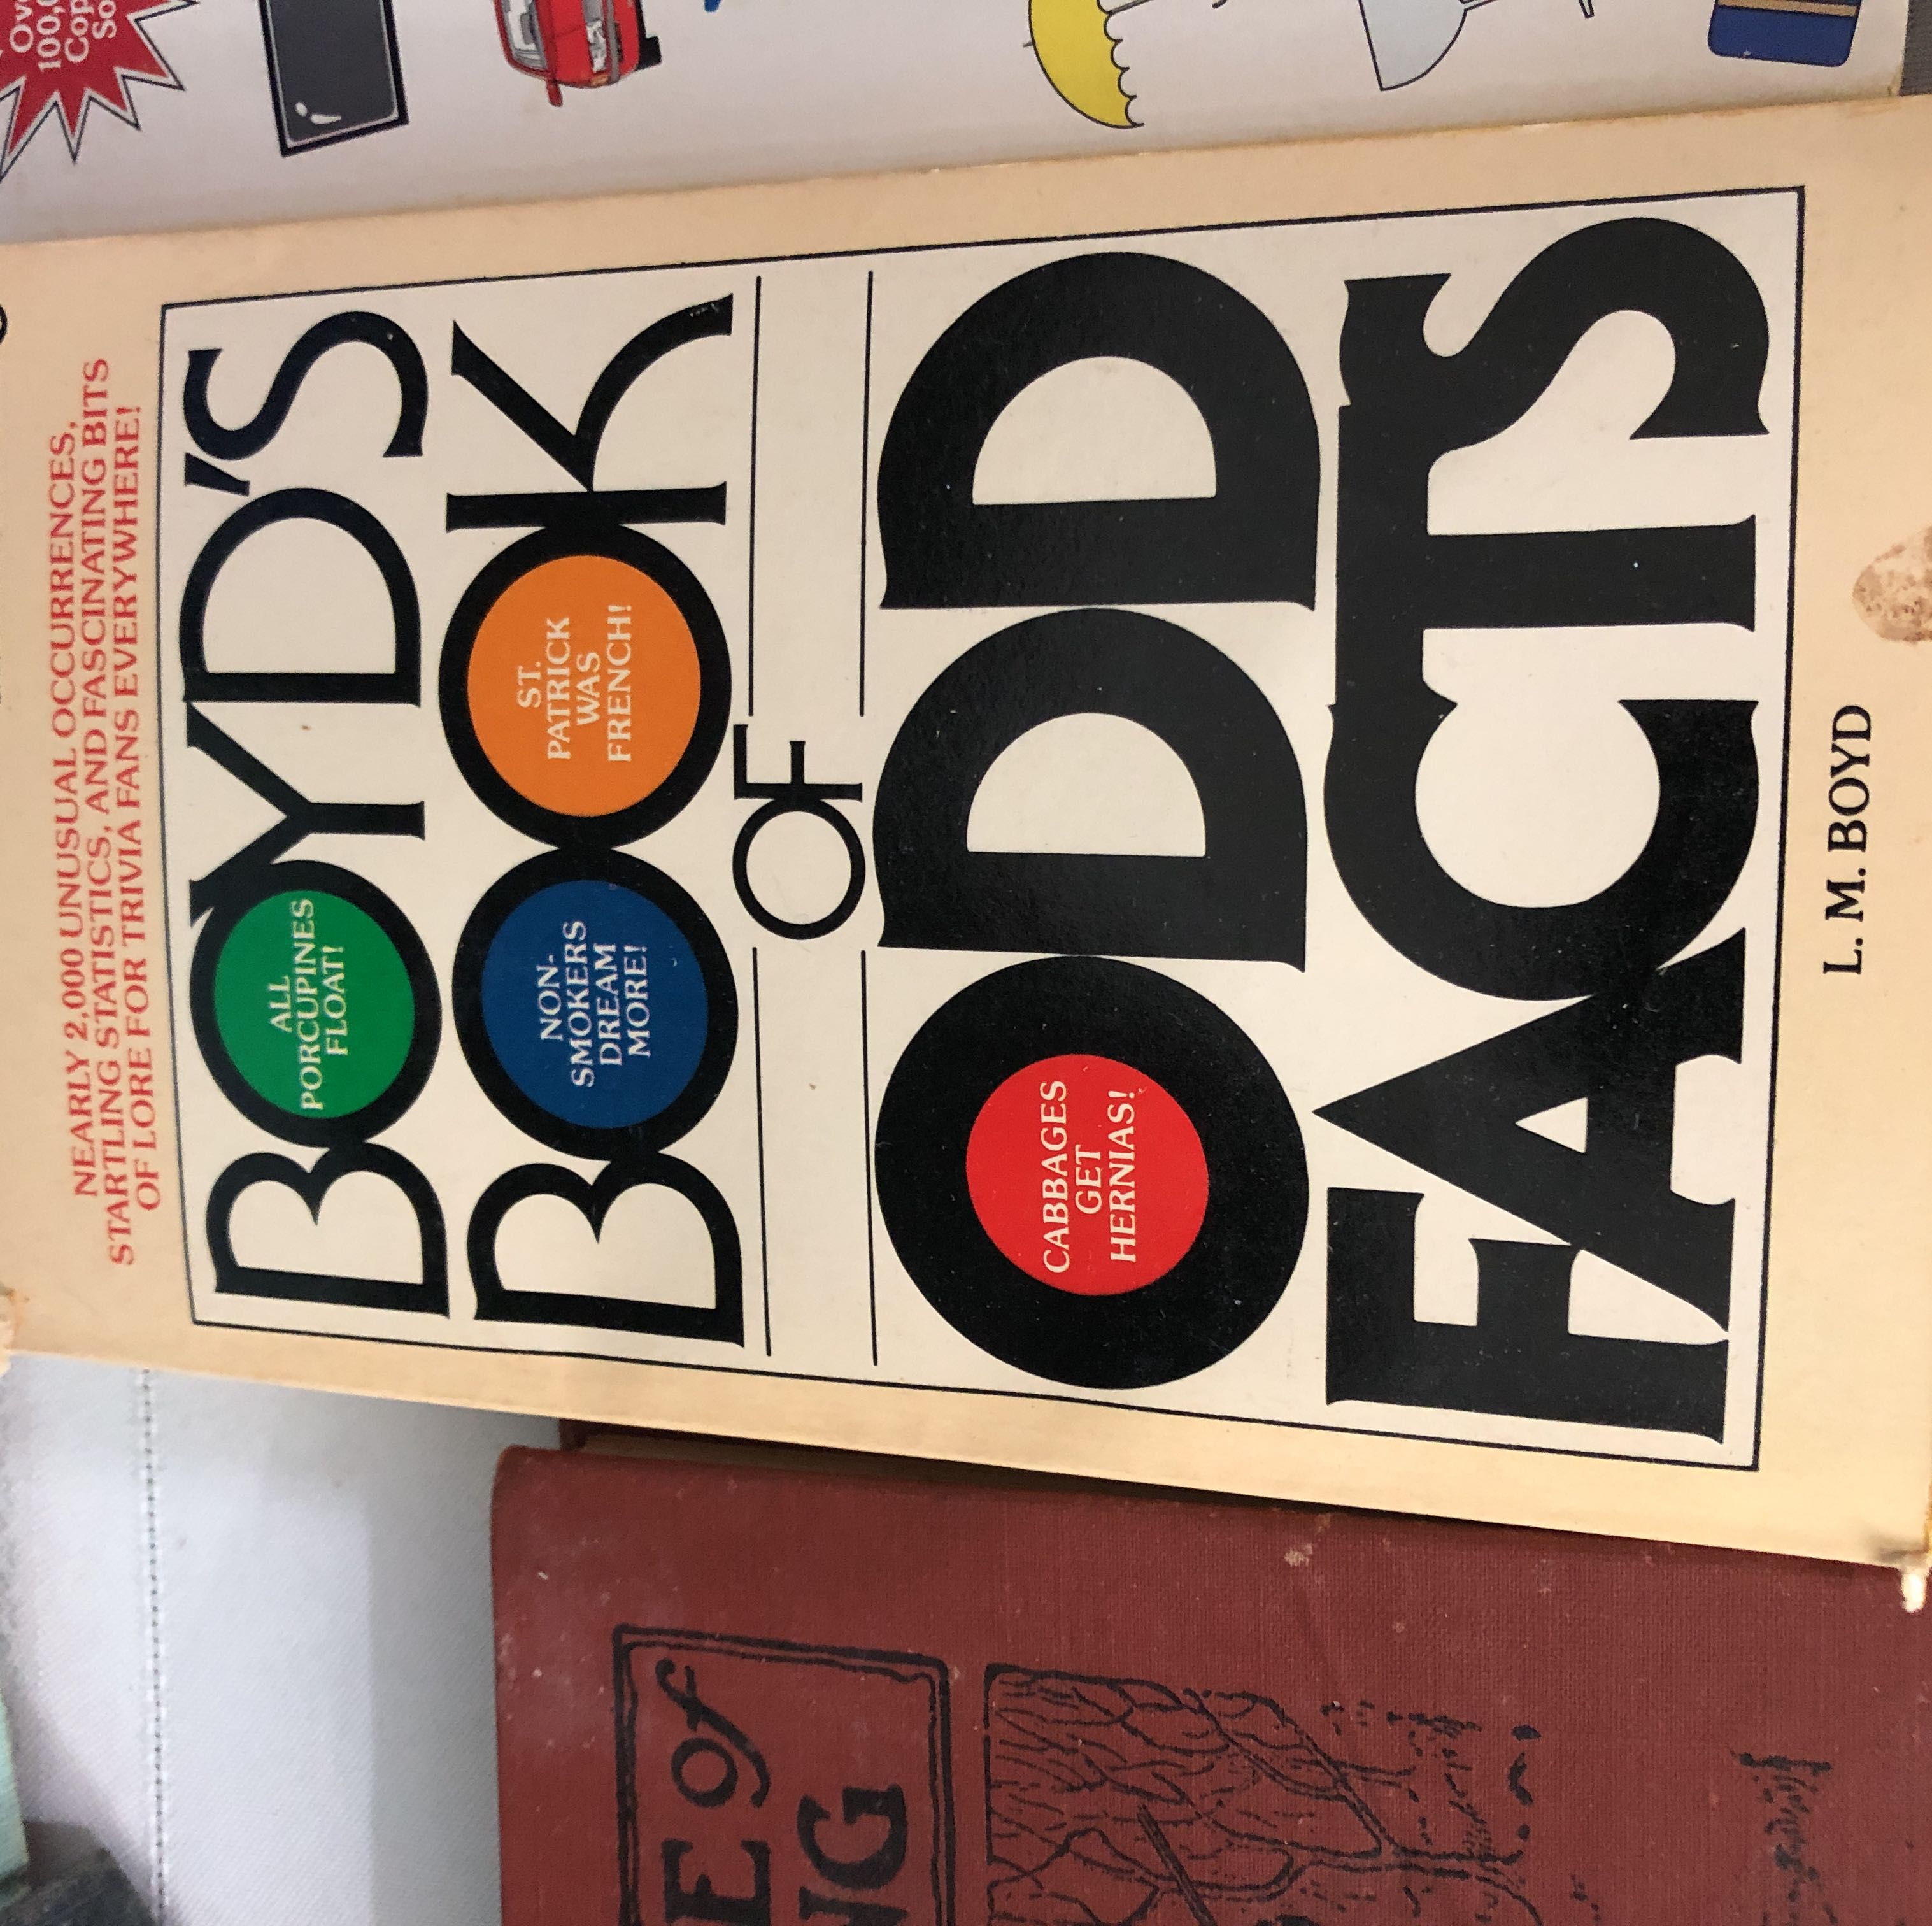 NEARLY 2,000 UNUSUAL OCCURRENCES,
STARTLING STATISTICS, AND FASCINATING BITS
OF LORE FOR TRIVIA FANS EVERYWHERE!
BOYD'S
ALL
PORCUPINES
FLOAT!
BOOK
NON-
SMOKERS
DREAM
MORE!
ST.
PATRICK
WAS
FRENCH!
OF
ODD
CABBAGES
GET
HERNIAS!
FACTS
L. M. BOYD
of